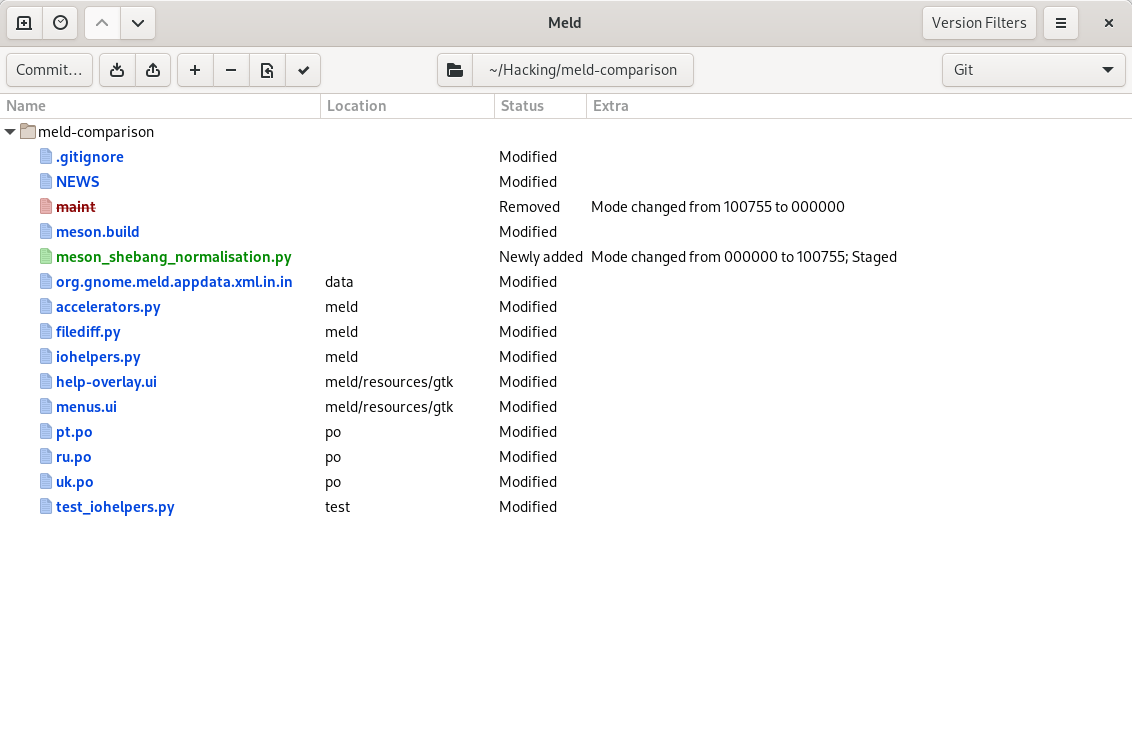 Meld
Version Filters
Commit...
~/Hacking/meld-comparison
Git
Name Location Status Extra
meld-comparison
.gitignore Modified
NEWS Modified
maint Removed Mode changed from 100755 to 000000
meson.build Modified
meson_shebang_normalisation.py Newly added Mode changed from 000000 to 100755; Staged
org.gnome.meld.appdata.xml.in.in data Modified
accelerators.py meld Modified
filediff.py meld Modified
iohelpers.py meld Modified
help-overlay.ui meld/resources/gtk Modified
menus.ui meld/resources/gtk Modified
pt.po po Modified
ru.po po Modified
uk.po po Modified
test_iohelpers.py test Modified